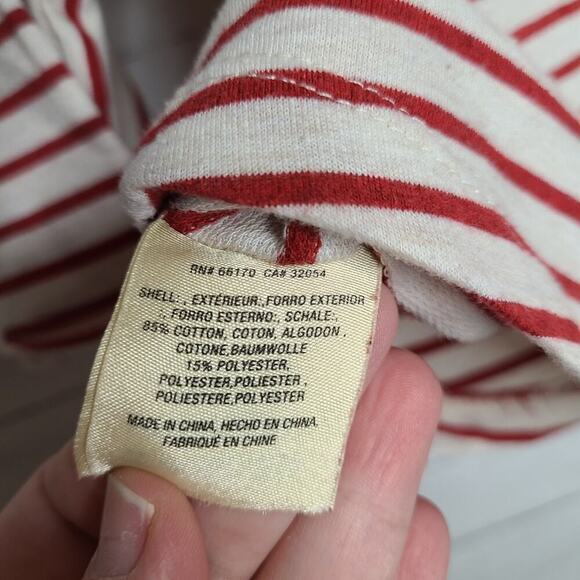 RN# 66170 CA# 32054
SHELL: , EXTÉRIEUR:,FORRO EXTERIOR
:, FORRO ESTERNO:, SCHALE:,
85% COTTON, COTON, ALGODON ,
COTONE,BAUMWOLLE
15% POLYESTER,
POLYESTER,POLIESTER ,
POLIESTERE,POLYESTER
MADE IN CHINA, HECHO EN CHINA,
FABRIQUÉ EN CHINE